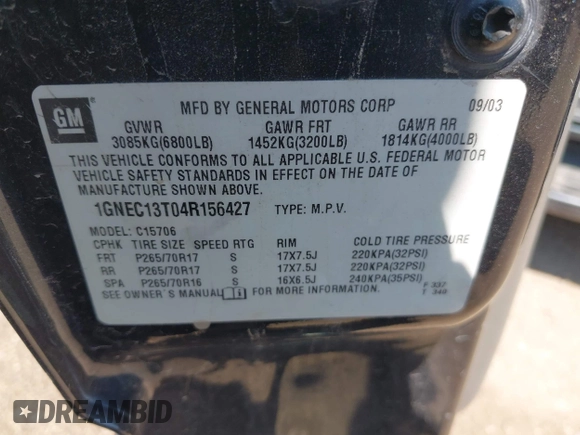 GM
MFD BY GENERAL MOTORS CORP 09/03
GVWR GAWR FRT GAWR RR
3085KG(6800LB) 1452KG(3200LB) 1814KG(4000LB)
THIS VEHICLE CONFORMS TO ALL APPLICABLE U.S. FEDERAL MOTOR
VEHICLE SAFETY STANDARDS IN EFFECT ON THE DATE OF
MANUFACTURE SHOWN ABOVE.
1GNEC13T04R156427 TYPE: M.P.V.
MODEL: C15706
CPHK TIRE SIZE SPEED RTG RIM COLD TIRE PRESSURE
FRT P265/70R17 S 17X7.5J 220KPA(32PSI)
RR P265/70R17 S 17X7.5J 220KPA(32PSI)
SPA P265/70R16 S 16X6.5J 240KPA(35PSI)
SEE OWNER'S MANUAL FOR MORE INFORMATION. F 337
T 348
DREAMBID